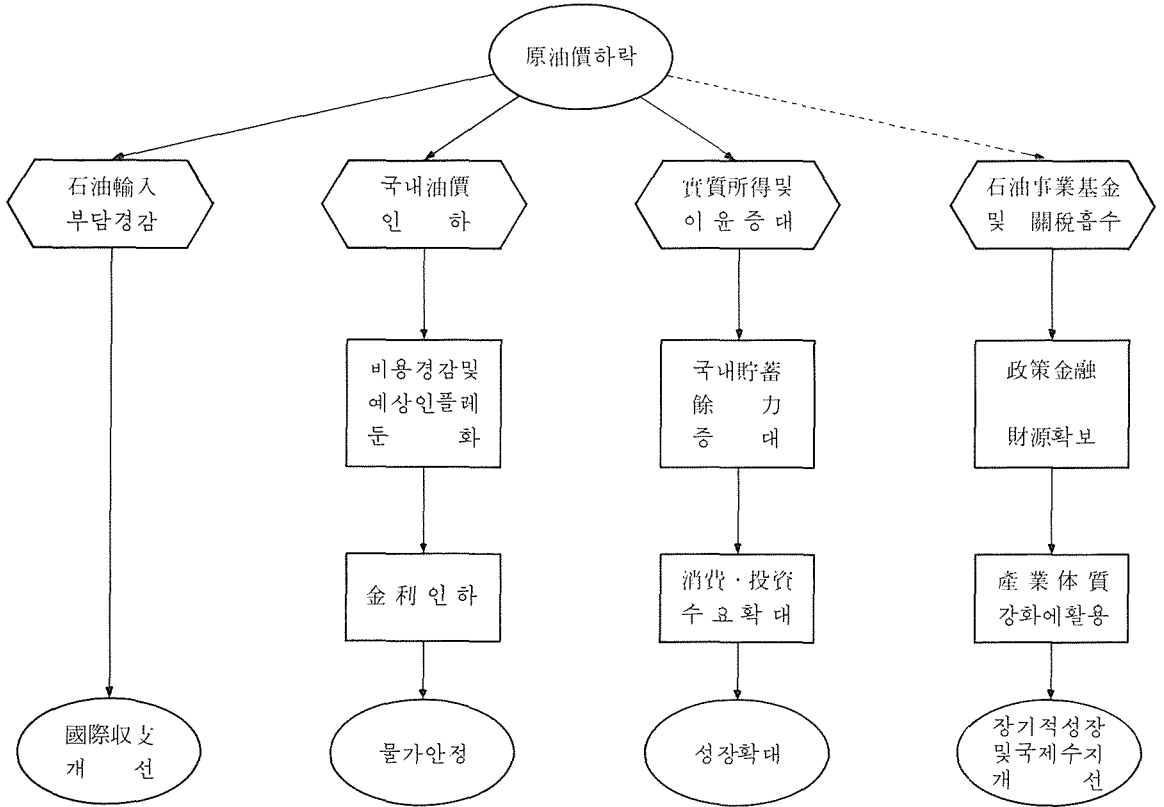 原油價하락
石油輸入
부담경감
국내油價
인 하
實質所得및
이윤증대
石油事業基金
및 關稅흡수
비용경감및
예상인플레
둔 화
국내貯蓄
餘 力
증 대
政策金融
財源확보
金利인하
消費·投資
수요확대
產業体質
강화에활용
國際収支
개 선
물가안정
성장확대
장기적성장
및국제수지
개 선